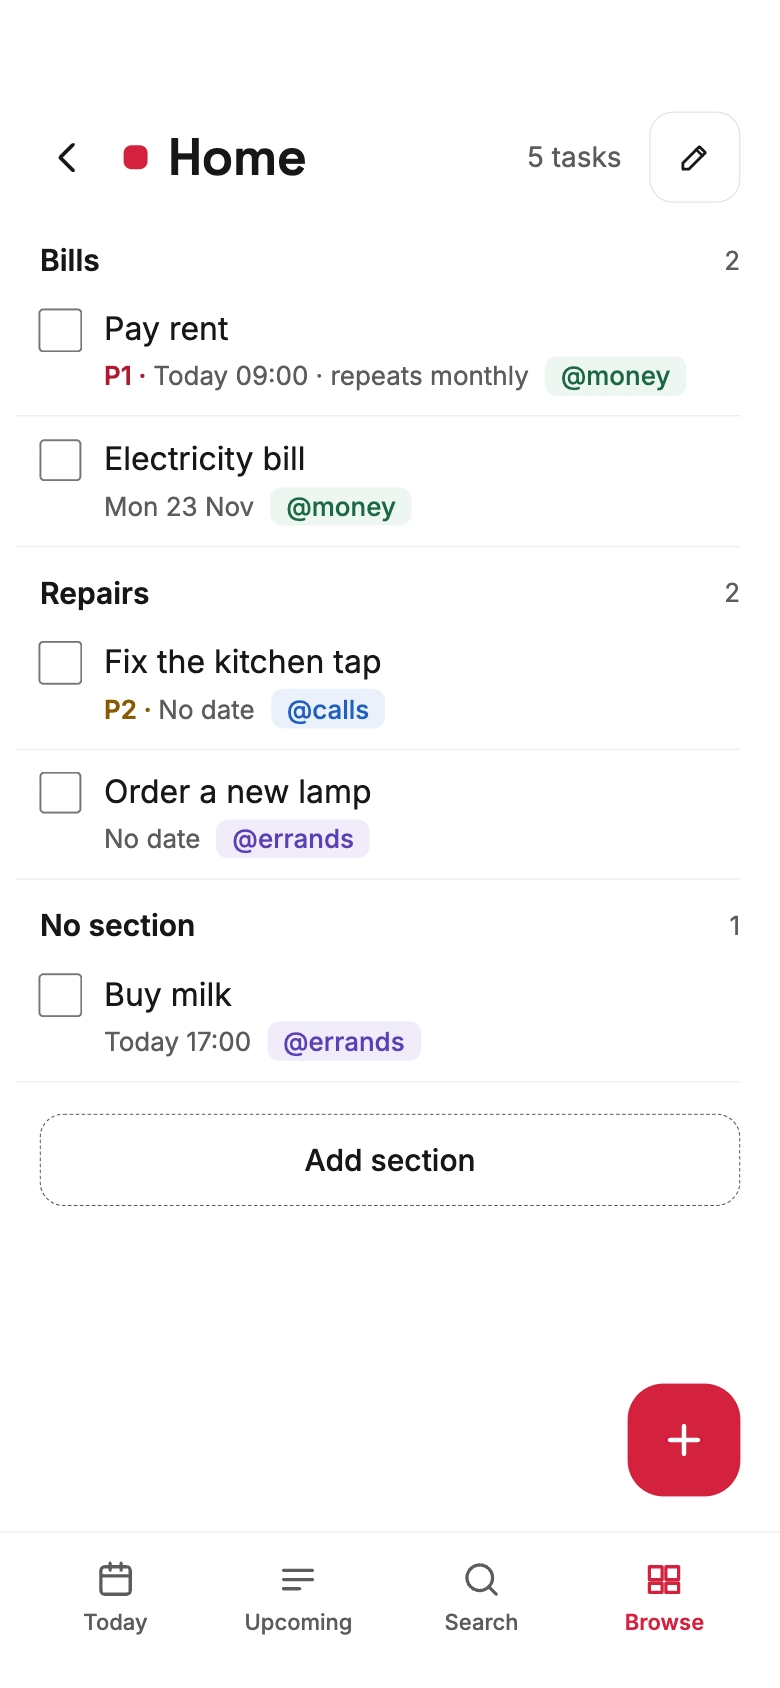 Home
5 tasks
Bills
2
Pay rent
P1 · Today 09:00 · repeats monthly @money
Electricity bill
Mon 23 Nov @money
Repairs
2
Fix the kitchen tap
P2 · No date @calls
Order a new lamp
No date @errands
No section
1
Buy milk
Today 17:00 @errands
Add section
Today
Upcoming
Search
Browse